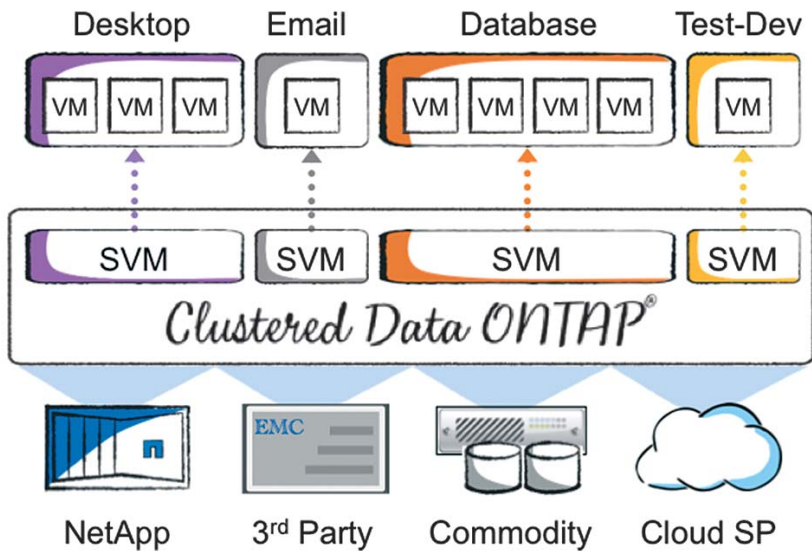 Desktop Email Database Test-Dev
VM VM VM VM VM VM VM VM VM
SVM SVM SVM SVM
Clustered Data ONTAP®
EMC
NetApp 3rd Party Commodity Cloud SP